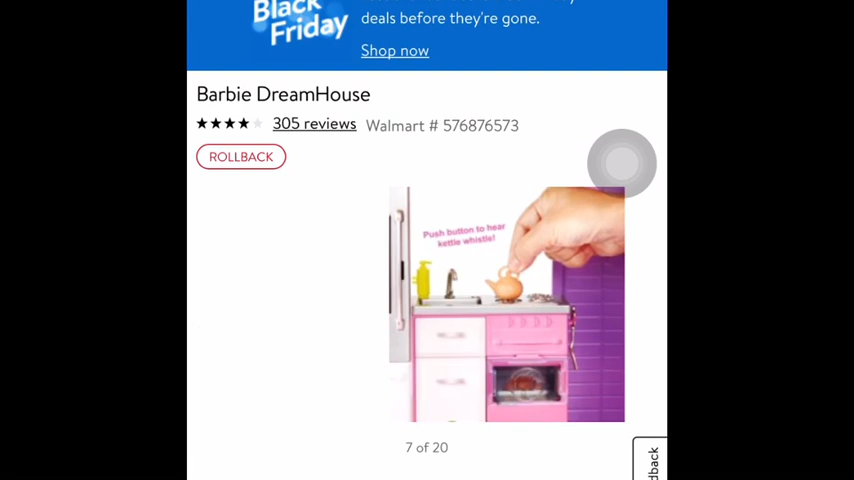 Black
Friday
deals before they're gone.
Shop now
Barbie DreamHouse
305 reviews
Walmart # 576876573
ROLLBACK
Push button to hear
kettle whistle!
7 of 20